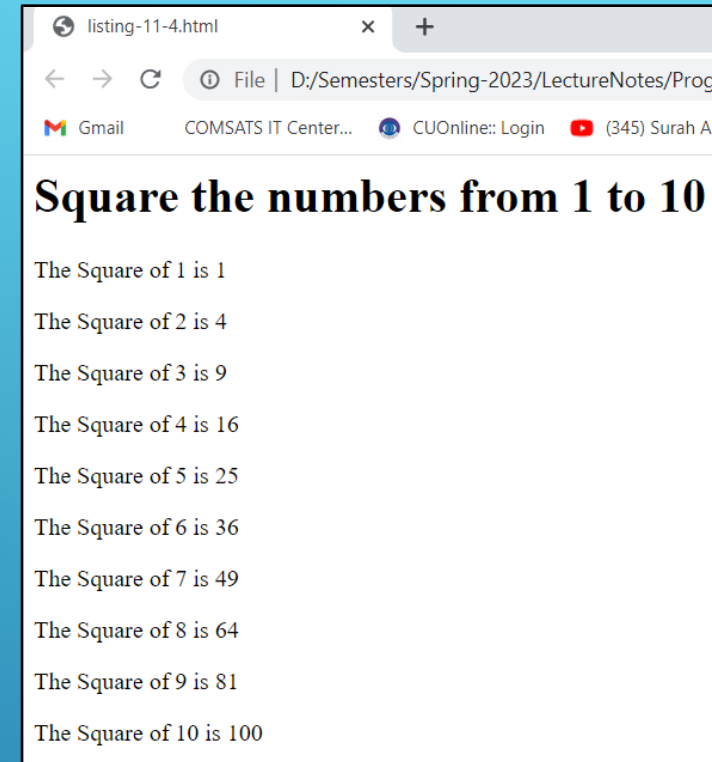 listing-11-4.html
File | D:/Semesters/Spring-2023/LectureNotes/Prog
Gmail COMSATS IT Center... CUOnline:: Login (345) Surah A
Square the numbers from 1 to 10
The Square of 1 is 1
The Square of 2 is 4
The Square of 3 is 9
The Square of 4 is 16
The Square of 5 is 25
The Square of 6 is 36
The Square of 7 is 49
The Square of 8 is 64
The Square of 9 is 81
The Square of 10 is 100